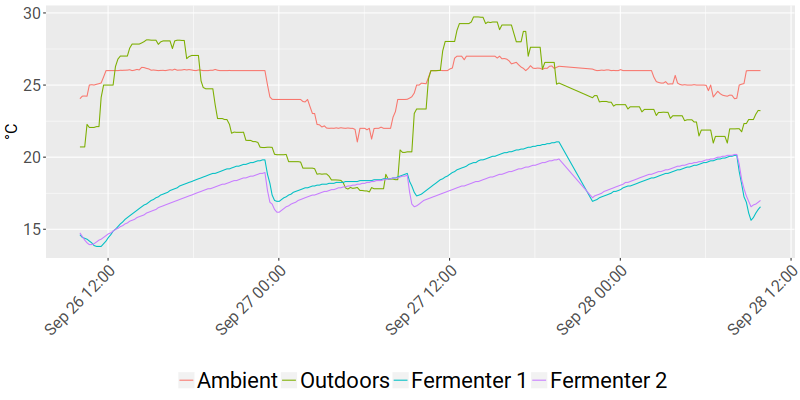 30
25
20
15
°C
Sep 26 12:00
Sep 27 00:00
Sep 27 12:00
Sep 28 00:00
Sep 28 12:00
Ambient Outdoors Fermenter 1 Fermenter 2